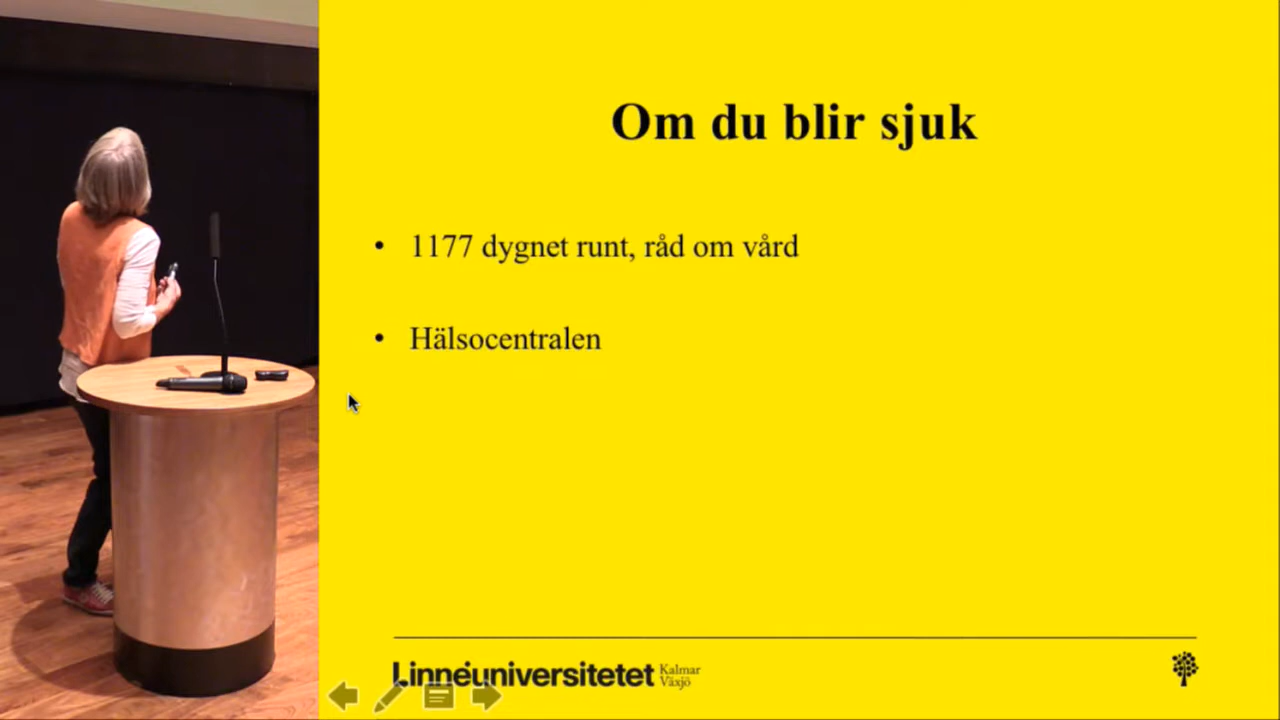 Om du blir sjuk
• 1177 dygnet runt, råd om vård
• Hälsocentralen
Linnéuniversitetet
Kalmar
Växjö